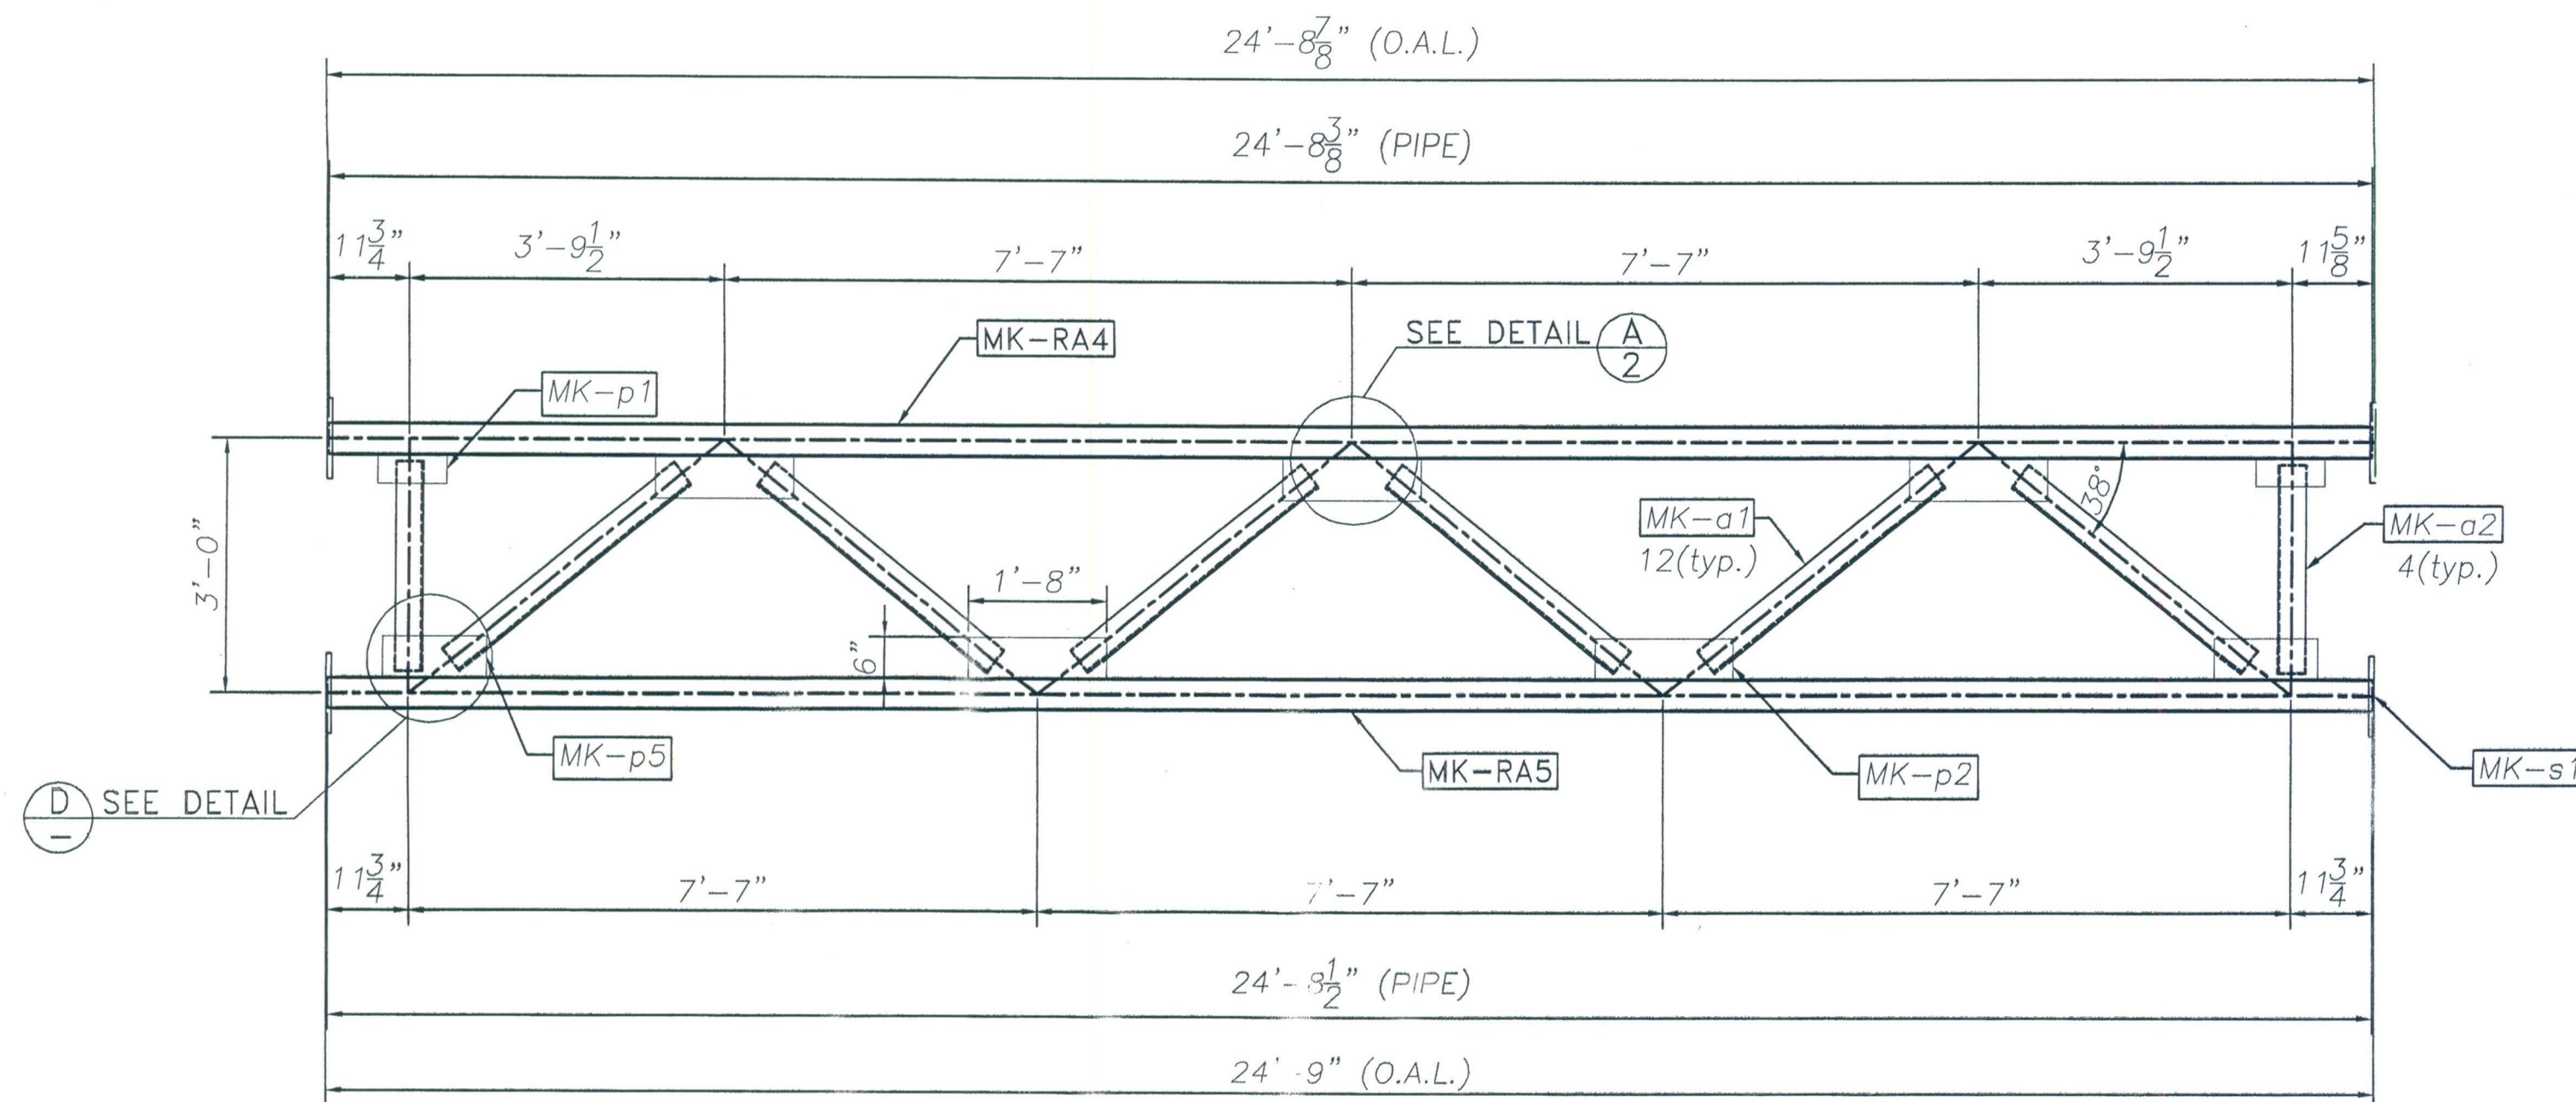 24'-8 7/8" (O.A.L.)
24'-8 3/8" (PIPE)
11 3/4"
3'-9 1/2"
7'-7"
7'-7"
3'-9 1/2"
11 5/8"
MK-RA4
SEE DETAIL A
2
MK-p1
MK-a1
12(typ.)
38°
MK-a2
4(typ.)
3'-0"
1'-8"
6"
MK-p5
MK-RA5
MK-p2
MK-s1
D SEE DETAIL
–
11 3/4"
7'-7"
7'-7"
7'-7"
11 3/4"
24'-8 1/2" (PIPE)
24'-9" (O.A.L.)